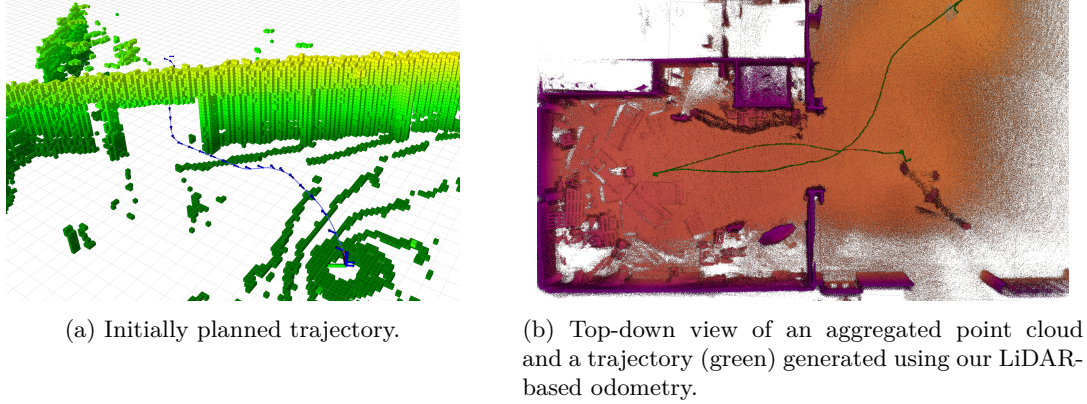 (a) Initially planned trajectory.
(b) Top-down view of an aggregated point cloud
and a trajectory (green) generated using our LiDAR-
based odometry.